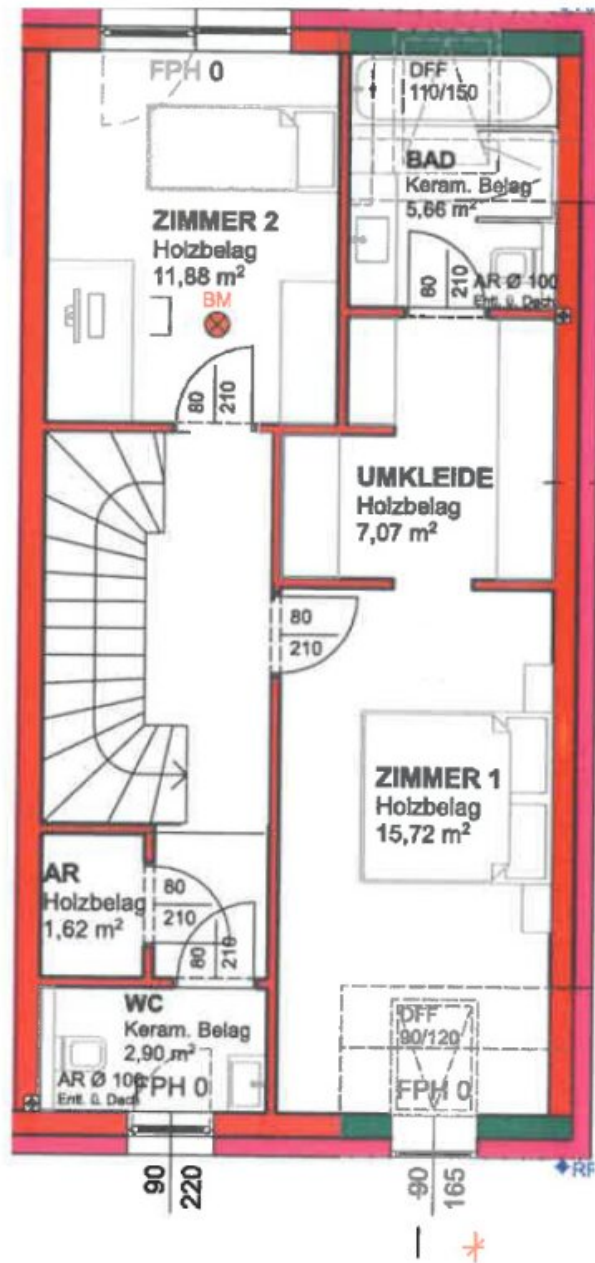 FPH 0
DFF
110/150
BAD
Keram. Belag
5,66 m²
ZIMMER 2
Holzbelag
11,88 m²
BM
80
210
AR Ø 100
Entl. ü. Dach
80
210
UMKLEIDE
Holzbelag
7,07 m²
80
210
ZIMMER 1
Holzbelag
15,72 m²
AR
Holzbelag
1,62 m²
80
210
80
210
WC
Keram. Belag
2,90 m²
AR Ø 100
Entl. ü. Dach
FPH 0
DFF
90/120
FPH 0
90
220
90
165